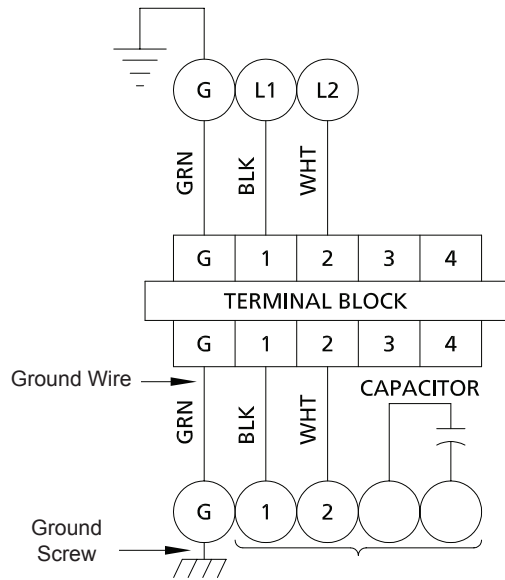 G L1 L2
GRN BLK WHT
G 1 2 3 4
TERMINAL BLOCK
G 1 2 3 4
Ground Wire
CAPACITOR
GRN BLK WHT
G 1 2
Ground
Screw